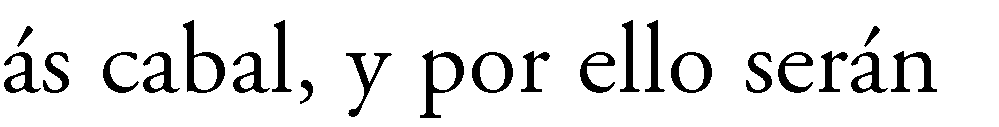 ás cabal, y por ello serán